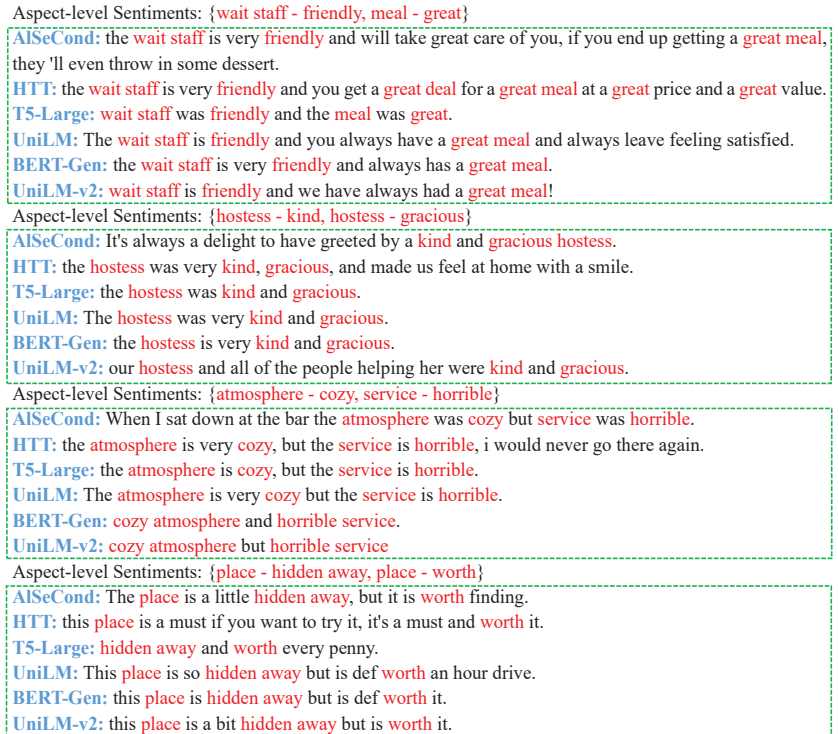 Aspect-level Sentiments: {wait staff - friendly, meal - great}
AlSeCond: the wait staff is very friendly and will take great care of you, if you end up getting a great meal,
they 'll even throw in some dessert.
HTT: the wait staff is very friendly and you get a great deal for a great meal at a great price and a great value.
T5-Large: wait staff was friendly and the meal was great.
UniLM: The wait staff is friendly and you always have a great meal and always leave feeling satisfied.
BERT-Gen: the wait staff is very friendly and always has a great meal.
UniLM-v2: wait staff is friendly and we have always had a great meal!
Aspect-level Sentiments: {hostess - kind, hostess - gracious}
AlSeCond: It's always a delight to have greeted by a kind and gracious hostess.
HTT: the hostess was very kind, gracious, and made us feel at home with a smile.
T5-Large: the hostess was kind and gracious.
UniLM: The hostess was very kind and gracious.
BERT-Gen: the hostess is very kind and gracious.
UniLM-v2: our hostess and all of the people helping her were kind and gracious.
Aspect-level Sentiments: {atmosphere - cozy, service - horrible}
AlSeCond: When I sat down at the bar the atmosphere was cozy but service was horrible.
HTT: the atmosphere is very cozy, but the service is horrible, i would never go there again.
T5-Large: the atmosphere is cozy, but the service is horrible.
UniLM: The atmosphere is very cozy but the service is horrible.
BERT-Gen: cozy atmosphere and horrible service.
UniLM-v2: cozy atmosphere but horrible service
Aspect-level Sentiments: {place - hidden away, place - worth}
AlSeCond: The place is a little hidden away, but it is worth finding.
HTT: this place is a must if you want to try it, it's a must and worth it.
T5-Large: hidden away and worth every penny.
UniLM: This place is so hidden away but is def worth an hour drive.
BERT-Gen: this place is hidden away but is def worth it.
UniLM-v2: this place is a bit hidden away but is worth it.